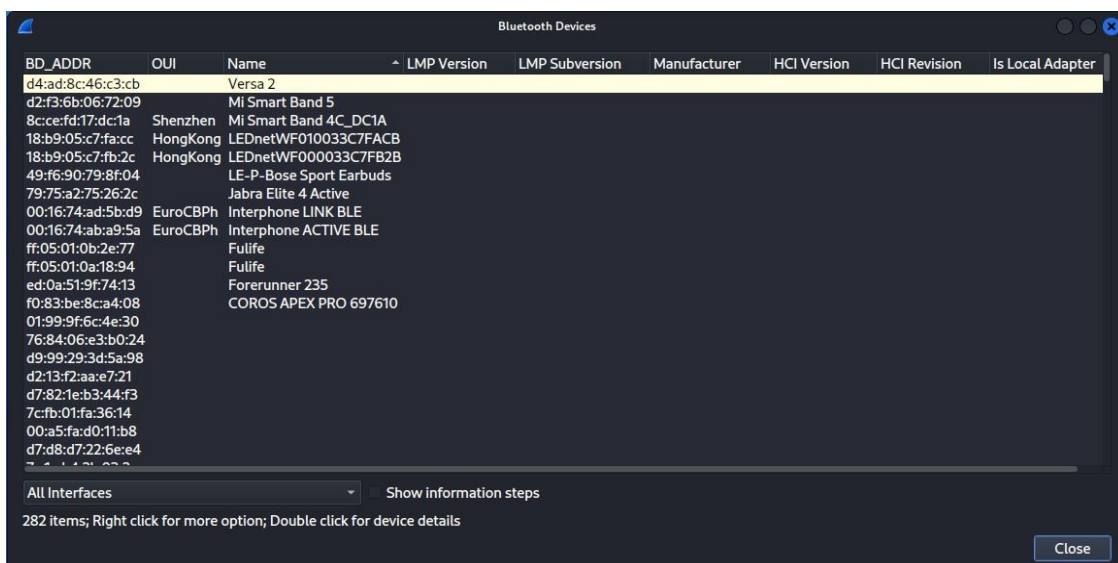 Bluetooth Devices
BD_ADDR OUI Name LMP Version LMP Subversion Manufacturer HCI Version HCI Revision Is Local Adapter
d4:ad:8c:46:c3:cb Versa 2
d2:f3:6b:06:72:09 Mi Smart Band 5
8c:ce:fd:17:dc:1a Shenzhen Mi Smart Band 4C_DC1A
18:b9:05:c7:fa:cc HongKong LEDnetWF010033C7FACB
18:b9:05:c7:fb:2c HongKong LEDnetWF000033C7FB2B
49:f6:90:79:8f:04 LE-P-Bose Sport Earbuds
79:75:a2:75:26:2c Jabra Elite 4 Active
00:16:74:ad:5b:d9 EuroCBPh Interphone LINK BLE
00:16:74:ab:a9:5a EuroCBPh Interphone ACTIVE BLE
ff:05:01:0b:2e:77 Fulife
ff:05:01:0a:18:94 Fulife
ed:0a:51:9f:74:13 Forerunner 235
f0:83:be:8c:a4:08 COROS APEX PRO 697610
01:99:9f:6c:4e:30
76:84:06:e3:b0:24
d9:99:29:3d:5a:98
d2:13:f2:aa:e7:21
d7:82:1e:b3:44:f3
7c:fb:01:fa:36:14
00:a5:fa:d0:11:b8
d7:d8:d7:22:6e:e4
All Interfaces Show information steps
282 items; Right click for more option; Double click for device details
Close